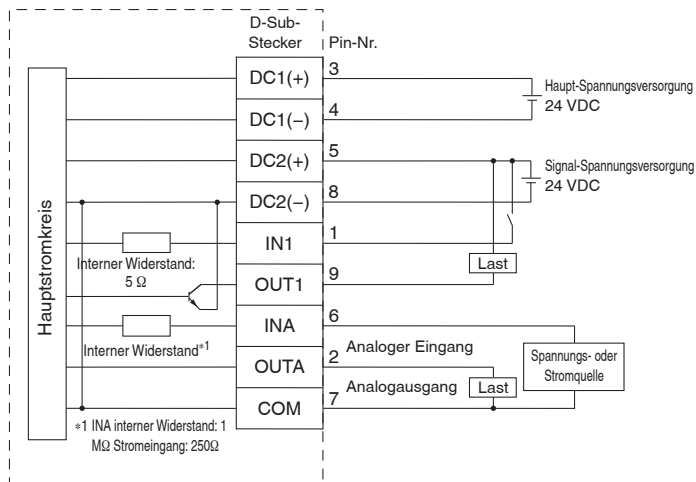 D-Sub-
Stecker
Pin-Nr.
Hauptstromkreis
DC1(+)
3
Haupt-Spannungsversorgung
24 VDC
DC1(−)
4
DC2(+)
5
Signal-Spannungsversorgung
24 VDC
DC2(−)
8
IN1
1
Interner Widerstand:
5 Ω
Last
OUT1
9
INA
6
Interner Widerstand*1
Analoger Eingang
Spannungs- oder
Stromquelle
OUTA
2
Analogausgang
Last
COM
7
*1 INA interner Widerstand: 1
MΩ Stromeingang: 250Ω